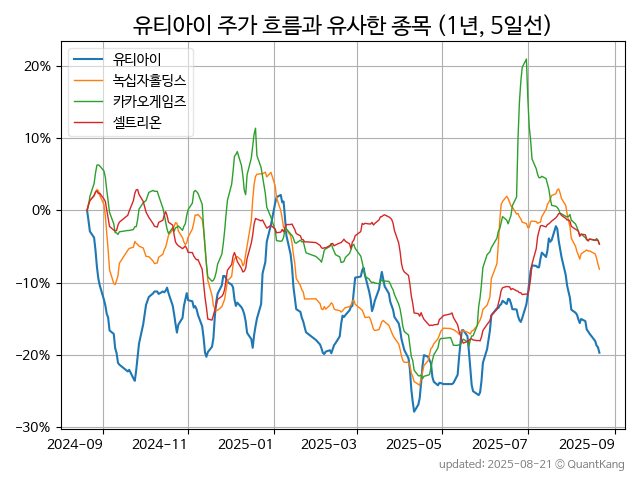 유티아이 주가 흐름과 유사한 종목 (1년, 5일선)
유티아이
녹십자홀딩스
카카오게임즈
셀트리온
20%
10%
0%
−10%
−20%
−30%
2024-09 2024-11 2025-01 2025-03 2025-05 2025-07 2025-09
updated: 2025-08-21 © QuantKang